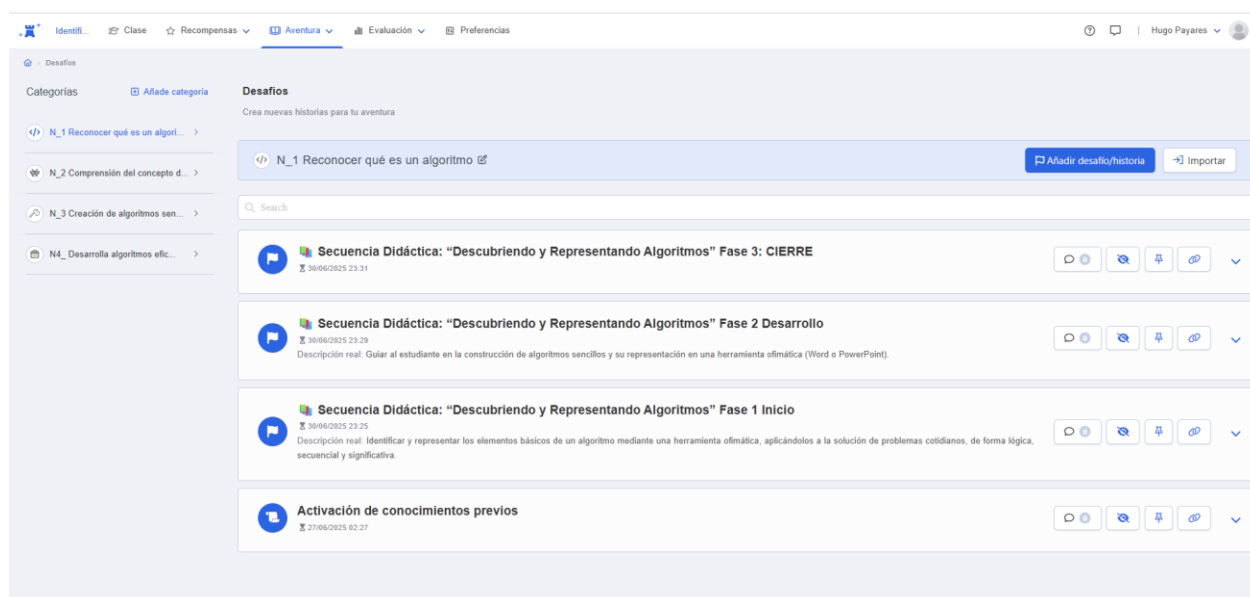 Identifi... Clase Recompensas Aventura Evaluación Preferencias Hugo Payares
Desafíos
Categorías Añade categoría
N_1 Reconocer qué es un algori...
N_2 Comprensión del concepto d...
N_3 Creación de algoritmos sen...
N4_ Desarrolla algoritmos efic...
Desafíos
Crea nuevas historias para tu aventura
N_1 Reconocer qué es un algoritmo Añadir desafío/historia Importar
Search
Secuencia Didáctica: “Descubriendo y Representando Algoritmos” Fase 3: CIERRE
30/06/2025 23:31
0
Secuencia Didáctica: “Descubriendo y Representando Algoritmos” Fase 2 Desarrollo
30/06/2025 23:29
Descripción real: Guiar al estudiante en la construcción de algoritmos sencillos y su representación en una herramienta ofimática (Word o PowerPoint).
0
Secuencia Didáctica: “Descubriendo y Representando Algoritmos” Fase 1 Inicio
30/06/2025 23:25
Descripción real: Identificar y representar los elementos básicos de un algoritmo mediante una herramienta ofimática, aplicándolos a la solución de problemas cotidianos, de forma lógica,
secuencial y significativa.
0
Activación de conocimientos previos
27/06/2025 02:27
0